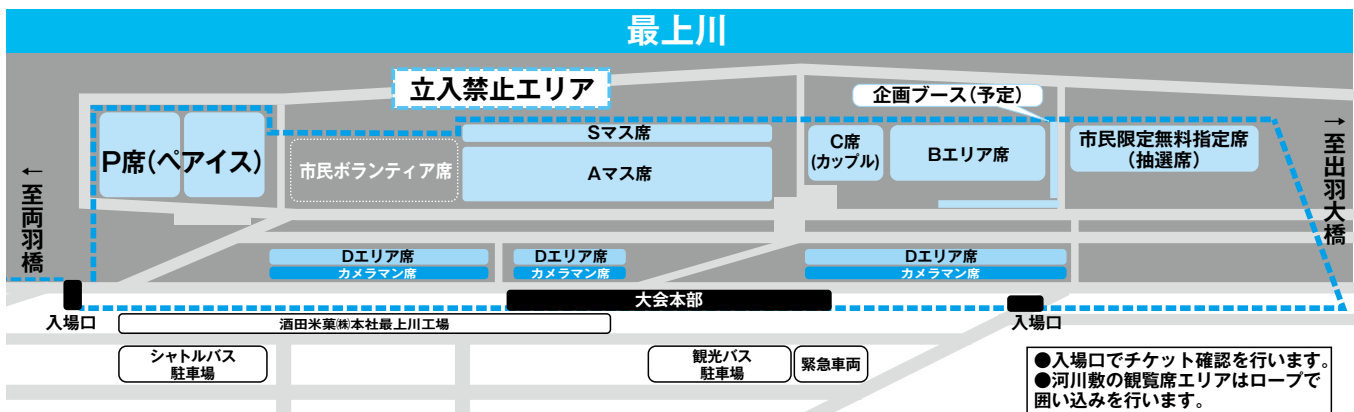 最上川
立入禁止エリア
企画ブース(予定)
P席(ペアイス)
市民ボランティア席
Sマス席
Aマス席
C席
(カップル)
Bエリア席
市民限定無料指定席
(抽選席)
←至両羽橋
→至出羽大橋
Dエリア席
カメラマン席
Dエリア席
カメラマン席
Dエリア席
カメラマン席
大会本部
入場口
入場口
酒田米菓㈱本社最上川工場
シャトルバス
駐車場
観光バス
駐車場
緊急車両
●入場口でチケット確認を行います。
●河川敷の観覧席エリアはロープで
囲い込みを行います。